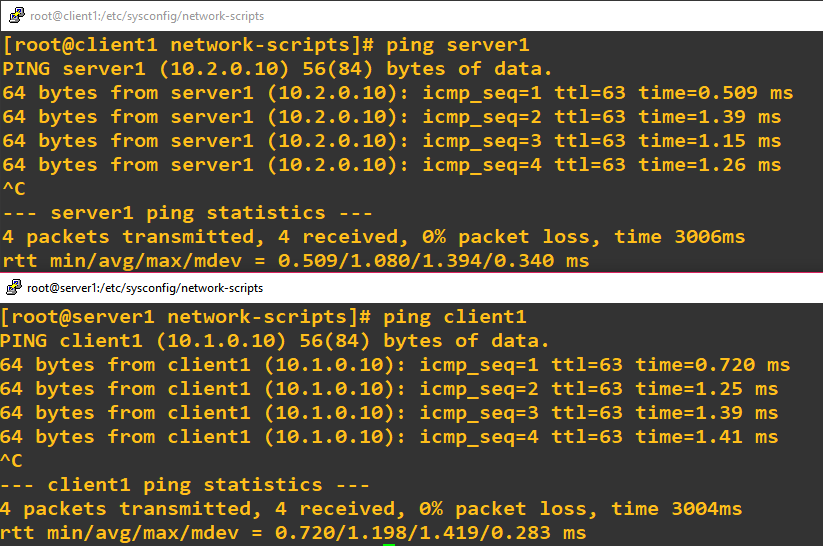 root@client1:/etc/sysconfig/network-scripts
[root@client1 network-scripts]# ping server1
PING server1 (10.2.0.10) 56(84) bytes of data.
64 bytes from server1 (10.2.0.10): icmp_seq=1 ttl=63 time=0.509 ms
64 bytes from server1 (10.2.0.10): icmp_seq=2 ttl=63 time=1.39 ms
64 bytes from server1 (10.2.0.10): icmp_seq=3 ttl=63 time=1.15 ms
64 bytes from server1 (10.2.0.10): icmp_seq=4 ttl=63 time=1.26 ms
^C
--- server1 ping statistics ---
4 packets transmitted, 4 received, 0% packet loss, time 3006ms
rtt min/avg/max/mdev = 0.509/1.080/1.394/0.340 ms
root@server1:/etc/sysconfig/network-scripts
[root@server1 network-scripts]# ping client1
PING client1 (10.1.0.10) 56(84) bytes of data.
64 bytes from client1 (10.1.0.10): icmp_seq=1 ttl=63 time=0.720 ms
64 bytes from client1 (10.1.0.10): icmp_seq=2 ttl=63 time=1.25 ms
64 bytes from client1 (10.1.0.10): icmp_seq=3 ttl=63 time=1.39 ms
64 bytes from client1 (10.1.0.10): icmp_seq=4 ttl=63 time=1.41 ms
^C
--- client1 ping statistics ---
4 packets transmitted, 4 received, 0% packet loss, time 3004ms
rtt min/avg/max/mdev = 0.720/1.198/1.419/0.283 ms